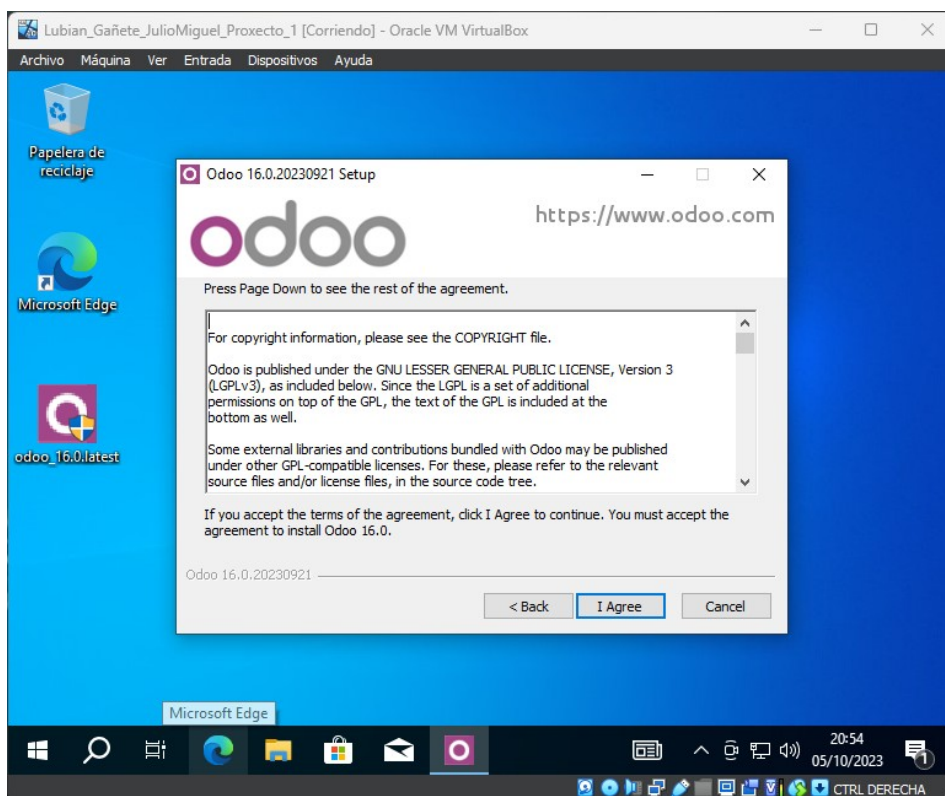 Lubian_Gañete_JulioMiguel_Proxecto_1 [Corriendo] - Oracle VM VirtualBox
Archivo Máquina Ver Entrada Dispositivos Ayuda
Papelera de
reciclaje
Microsoft Edge
odoo_16.0.latest
Odoo 16.0.20230921 Setup
odoo
https://www.odoo.com
Press Page Down to see the rest of the agreement.
For copyright information, please see the COPYRIGHT file.
Odoo is published under the GNU LESSER GENERAL PUBLIC LICENSE, Version 3
(LGPLv3), as included below. Since the LGPL is a set of additional
permissions on top of the GPL, the text of the GPL is included at the
bottom as well.
Some external libraries and contributions bundled with Odoo may be published
under other GPL-compatible licenses. For these, please refer to the relevant
source files and/or license files, in the source code tree.
If you accept the terms of the agreement, click I Agree to continue. You must accept the
agreement to install Odoo 16.0.
Odoo 16.0.20230921
< Back I Agree Cancel
Microsoft Edge
20:54
05/10/2023
1
CTRL DERECHA